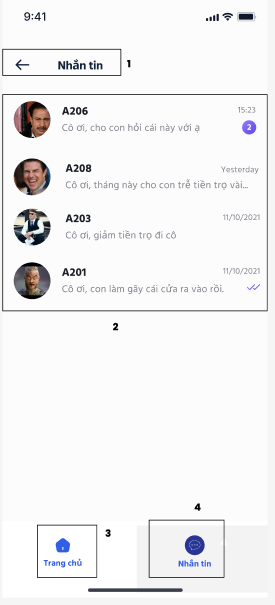 9:41
Nhắn tin
1
A206
15:23
Cô ơi, cho con hỏi cái này với ạ
2
A208
Yesterday
Cô ơi, tháng này cho con trễ tiền trọ vài...
A203
11/10/2021
Cô ơi, giảm tiền trọ đi cô
A201
11/10/2021
Cô ơi, con làm gãy cái cửa ra vào rồi.
2
4
3
Trang chủ
Nhắn tin